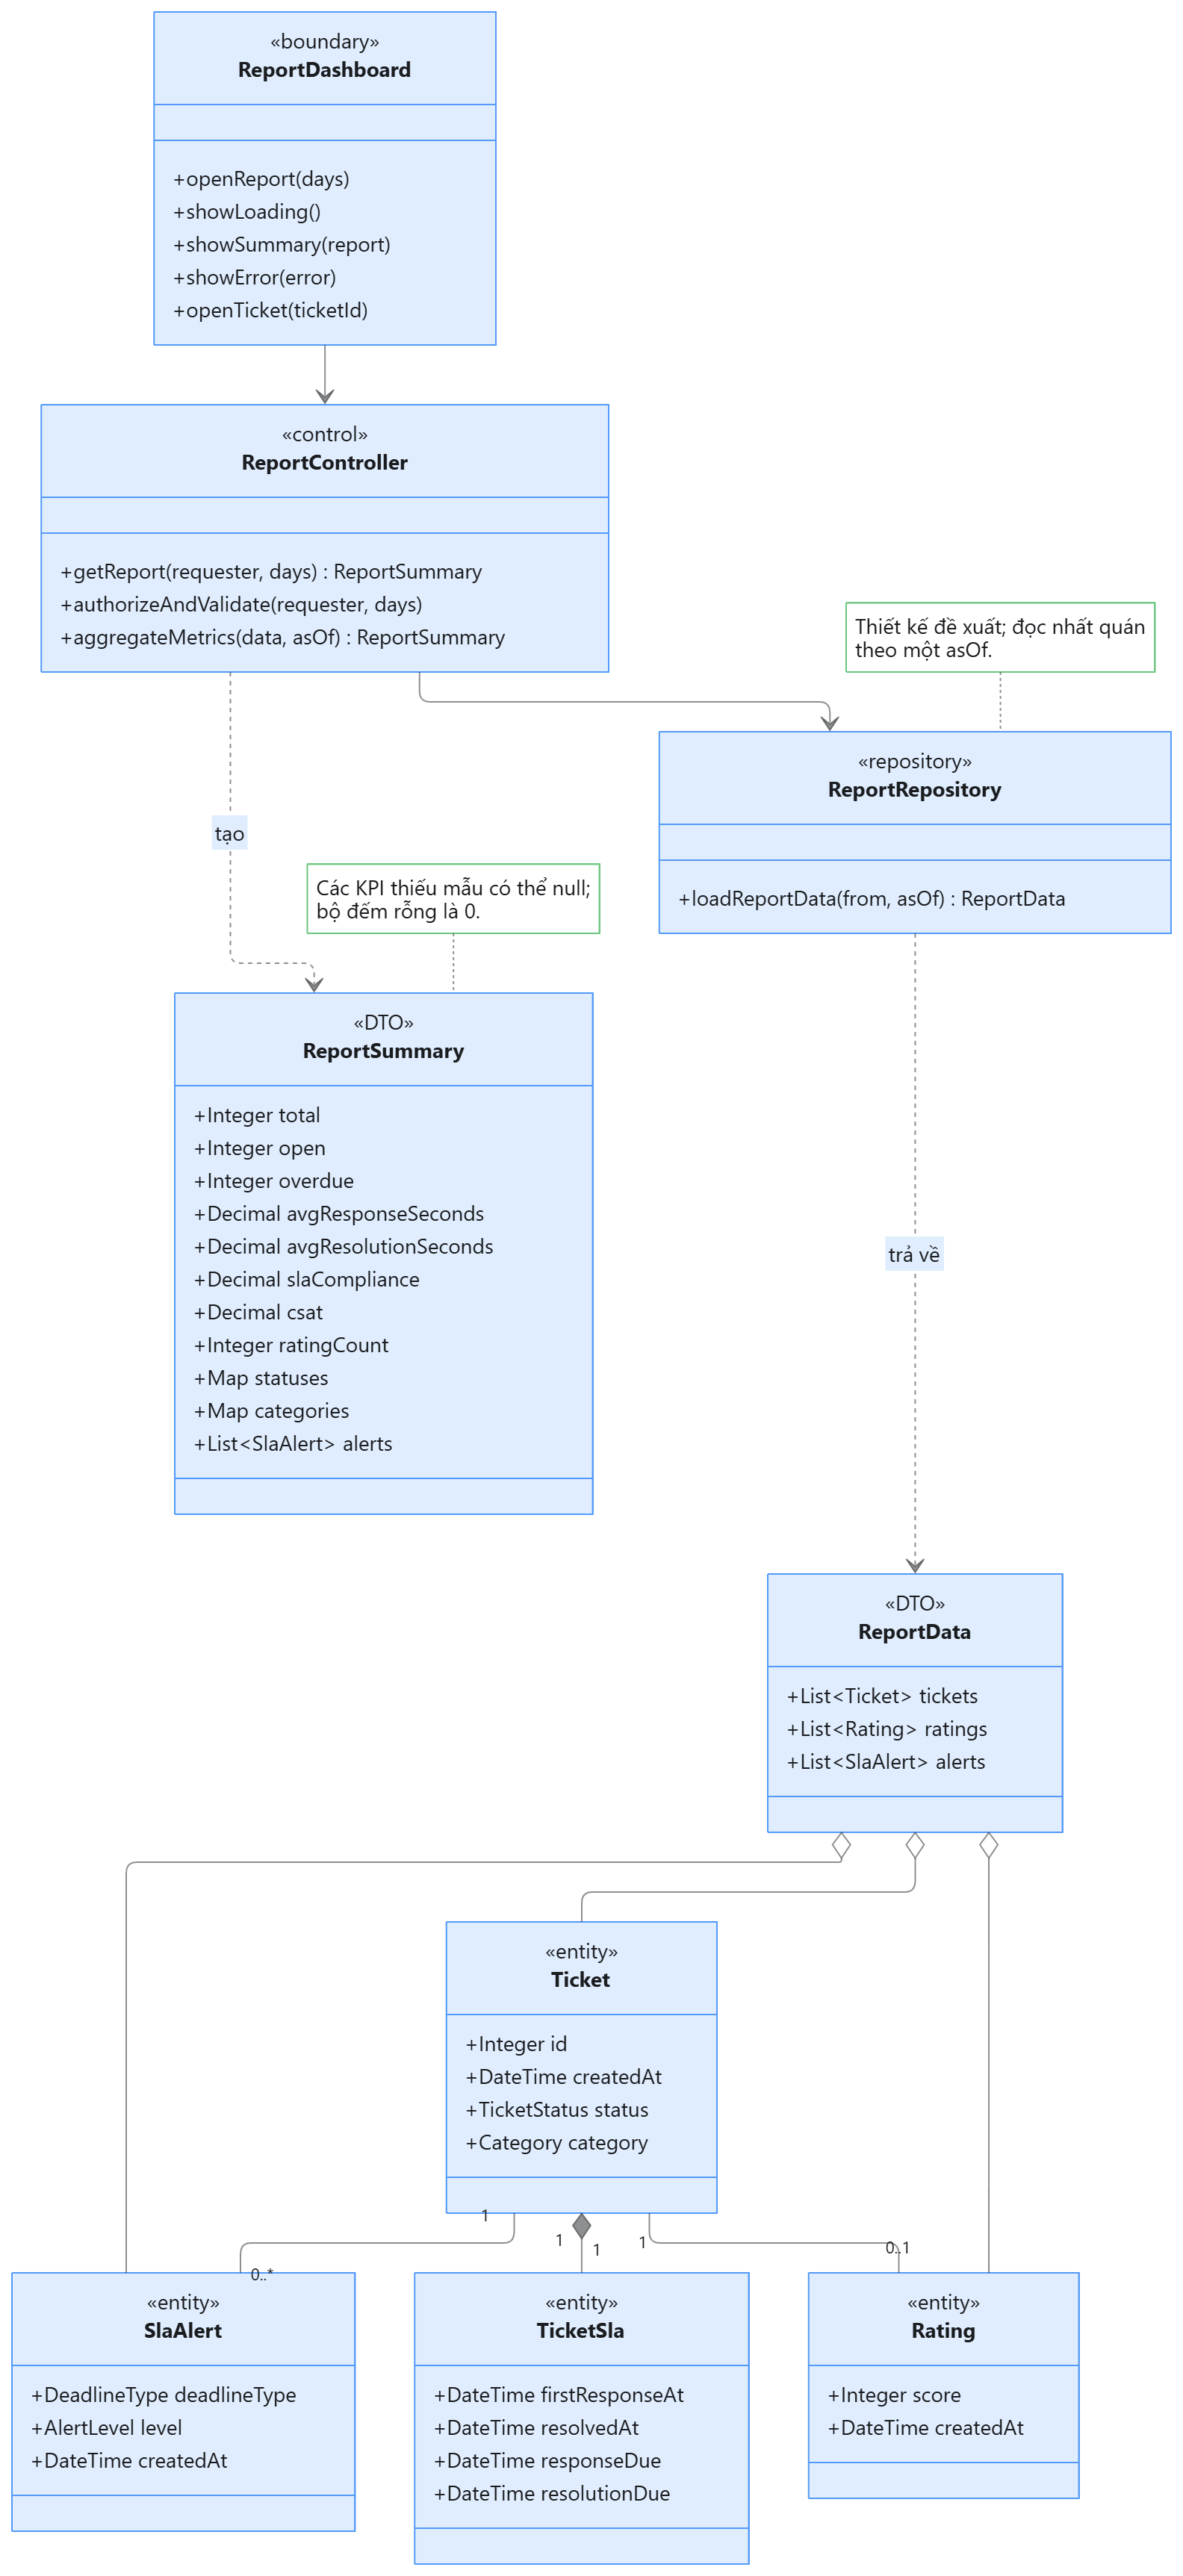 «boundary»
ReportDashboard
+openReport(days)
+showLoading()
+showSummary(report)
+showError(error)
+openTicket(ticketId)
«control»
ReportController
+getReport(requester, days) : ReportSummary
+authorizeAndValidate(requester, days)
+aggregateMetrics(data, asOf) : ReportSummary
Thiết kế đề xuất; đọc nhất quán
theo một asOf.
«repository»
ReportRepository
+loadReportData(from, asOf) : ReportData
tạo
Các KPI thiếu mẫu có thể null;
bộ đếm rỗng là 0.
«DTO»
ReportSummary
+Integer total
+Integer open
+Integer overdue
+Decimal avgResponseSeconds
+Decimal avgResolutionSeconds
+Decimal slaCompliance
+Decimal csat
+Integer ratingCount
+Map statuses
+Map categories
+List<SlaAlert> alerts
trả về
«DTO»
ReportData
+List<Ticket> tickets
+List<Rating> ratings
+List<SlaAlert> alerts
«entity»
Ticket
+Integer id
+DateTime createdAt
+TicketStatus status
+Category category
1
0..*
1
1
1
0..1
«entity»
SlaAlert
+DeadlineType deadlineType
+AlertLevel level
+DateTime createdAt
«entity»
TicketSla
+DateTime firstResponseAt
+DateTime resolvedAt
+DateTime responseDue
+DateTime resolutionDue
«entity»
Rating
+Integer score
+DateTime createdAt